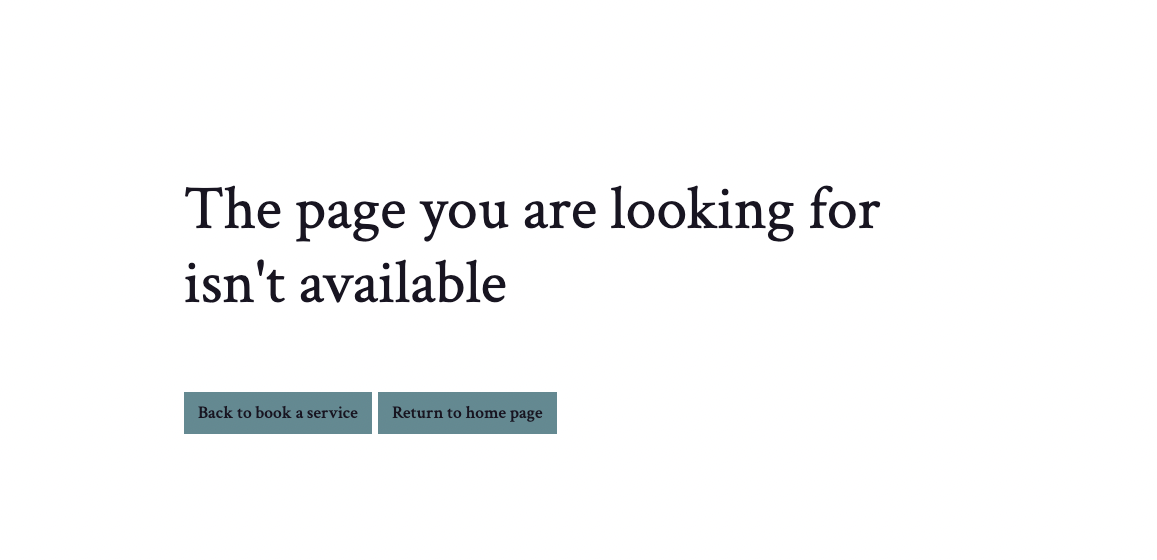 The page you are looking for
isn't available
Back to book a service
Return to home page